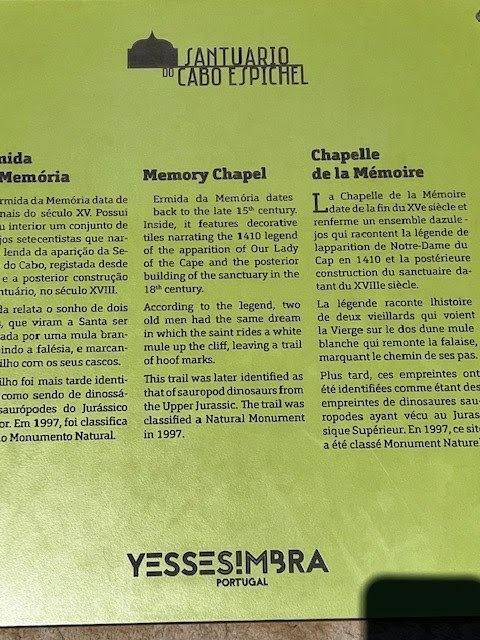 SANTUARIO
DO CABO ESPICHEL
mida
Memória
rmida da Memória data de
nais do século XV. Possui
u interior um conjunto de
jos setecentistas que nar-
lenda da aparição da Se-
do Cabo, registada desde
e a posterior construção
ntuário, no século XVIII.
da relata o sonho de dois
s, que viram a Santa ser
ada por uma mula bran-
indo a falésia, e marcan-
ilho com os seus cascos.
ilho foi mais tarde identi-
como sendo de dinossá-
saurópodes do Jurássico
or. Em 1997, foi classifica
o Monumento Natural.
Memory Chapel
Ermida da Memória dates
back to the late 15th century.
Inside, it features decorative
tiles narrating the 1410 legend
of the apparition of Our Lady
of the Cape and the posterior
building of the sanctuary in the
18th century.
According to the legend, two
old men had the same dream
in which the saint rides a white
mule up the cliff, leaving a trail
of hoof marks.
This trail was later identified as
that of sauropod dinosaurs from
the Upper Jurassic. The trail was
classified a Natural Monument
in 1997.
Chapelle
de la Mémoire
La Chapelle de la Mémoire
date de la fin du XVe siècle et
renferme un ensemble dazule-
jos qui racontent la légende de
lapparition de Notre-Dame du
Cap en 1410 et la postérieure
construction du sanctuaire da-
tant du XVIIIe siècle.
La légende raconte lhistoire
de deux vieillards qui voient
la Vierge sur le dos dune mule
blanche qui remonte la falaise,
marquant le chemin de ses pas.
Plus tard, ces empreintes ont
été identifiées comme étant des
empreintes de dinosaures sau-
ropodes ayant vécu au Juras
sique Supérieur. En 1997, ce sit
a été classé Monument Nature
YESSES!MBRA
PORTUGAL